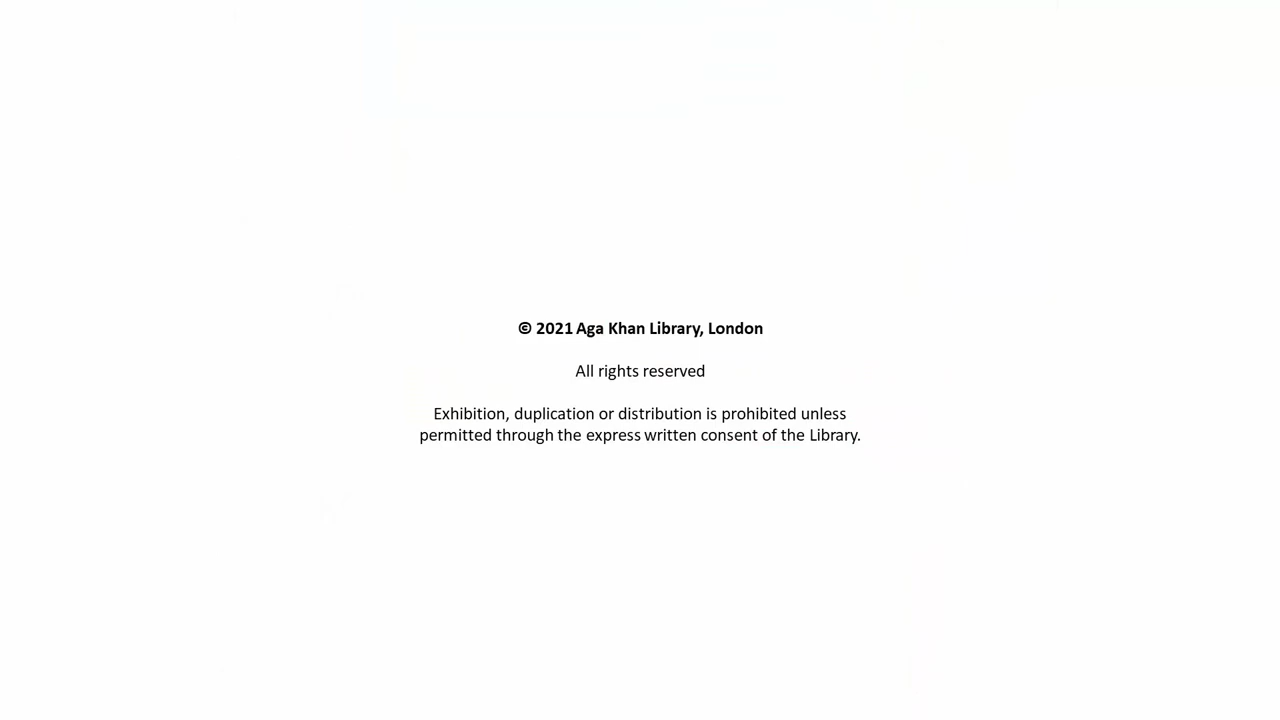 © 2021 Aga Khan Library, London
All rights reserved
Exhibition, duplication or distribution is prohibited unless
permitted through the express written consent of the Library.